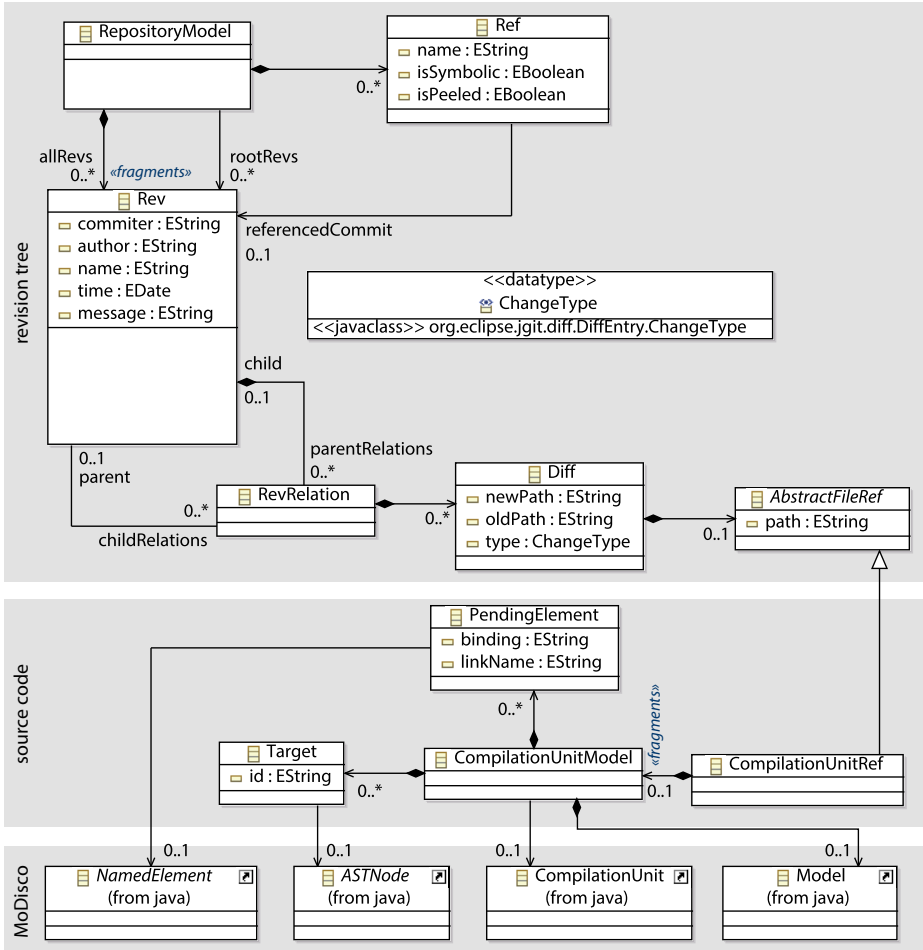 RepositoryModel
Ref
name : EString
isSymbolic : EBoolean
isPeeled : EBoolean
0..*
allRevs
0..*
«fragments»
rootRevs
0..*
Rev
commiter : EString
author : EString
name : EString
time : EDate
message : EString
referencedCommit
0..1
<<datatype>>
ChangeType
<<javaclass>> org.eclipse.jgit.diff.DiffEntry.ChangeType
revision tree
child
0..1
parentRelations
0..*
0..1
parent
0..*
childRelations
RevRelation
0..*
Diff
newPath : EString
oldPath : EString
type : ChangeType
0..1
AbstractFileRef
path : EString
source code
PendingElement
binding : EString
linkName : EString
0..*
«fragments»
Target
id : EString
0..*
CompilationUnitModel
0..1
CompilationUnitRef
MoDisco
0..1
0..1
0..1
0..1
NamedElement
(from java)
ASTNode
(from java)
CompilationUnit
(from java)
Model
(from java)